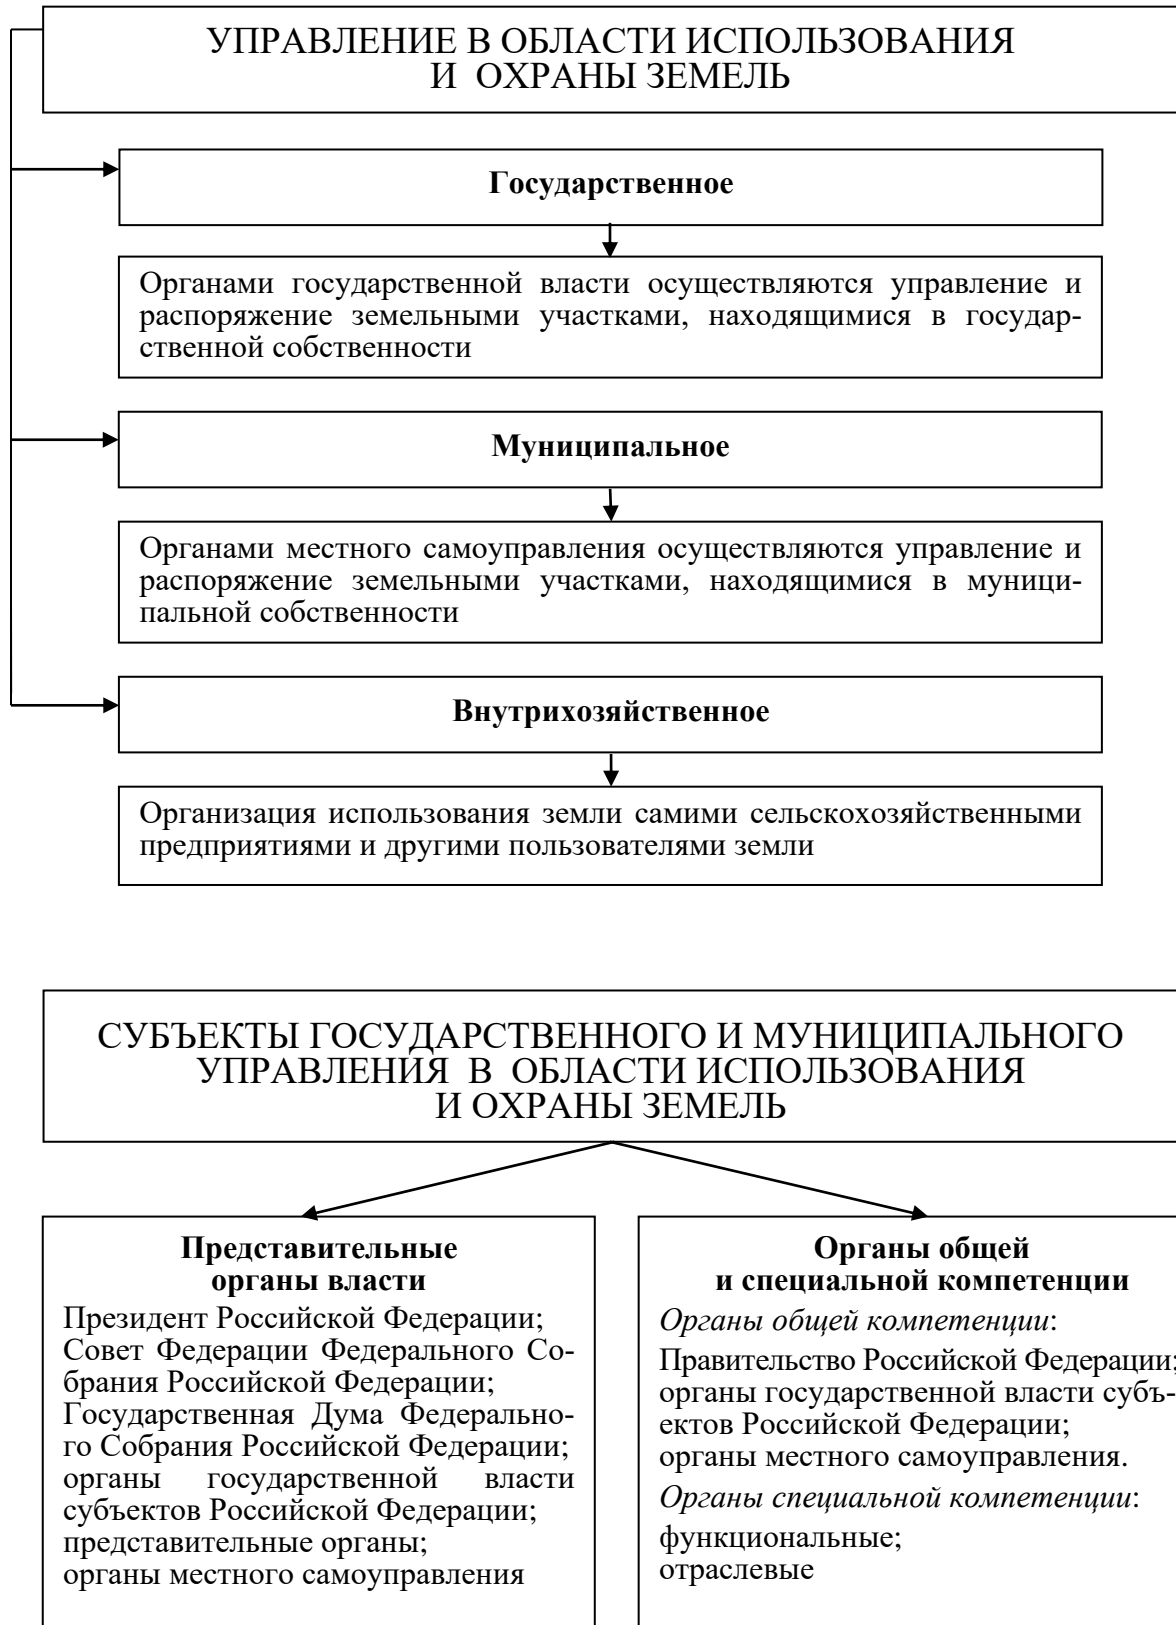 УПРАВЛЕНИЕ В ОБЛАСТИ ИСПОЛЬЗОВАНИЯ
И ОХРАНЫ ЗЕМЕЛЬ
Государственное
Органами государственной власти осуществляются управление и
распоряжение земельными участками, находящимися в государ-
ственной собственности
Муниципальное
Органами местного самоуправления осуществляются управление и
распоряжение земельными участками, находящимися в муници-
пальной собственности
Внутрихозяйственное
Организация использования земли самими сельскохозяйственными
предприятиями и другими пользователями земли
СУБЪЕКТЫ ГОСУДАРСТВЕННОГО И МУНИЦИПАЛЬНОГО
УПРАВЛЕНИЯ В ОБЛАСТИ ИСПОЛЬЗОВАНИЯ
И ОХРАНЫ ЗЕМЕЛЬ
Представительные
органы власти
Президент Российской Федерации;
Совет Федерации Федерального Со-
брания Российской Федерации;
Государственная Дума Федерально-
го Собрания Российской Федерации;
органы государственной власти
субъектов Российской Федерации;
представительные органы;
органы местного самоуправления
Органы общей
и специальной компетенции
Органы общей компетенции:
Правительство Российской Федерации;
органы государственной власти субъ-
ектов Российской Федерации;
органы местного самоуправления.
Органы специальной компетенции:
функциональные;
отраслевые